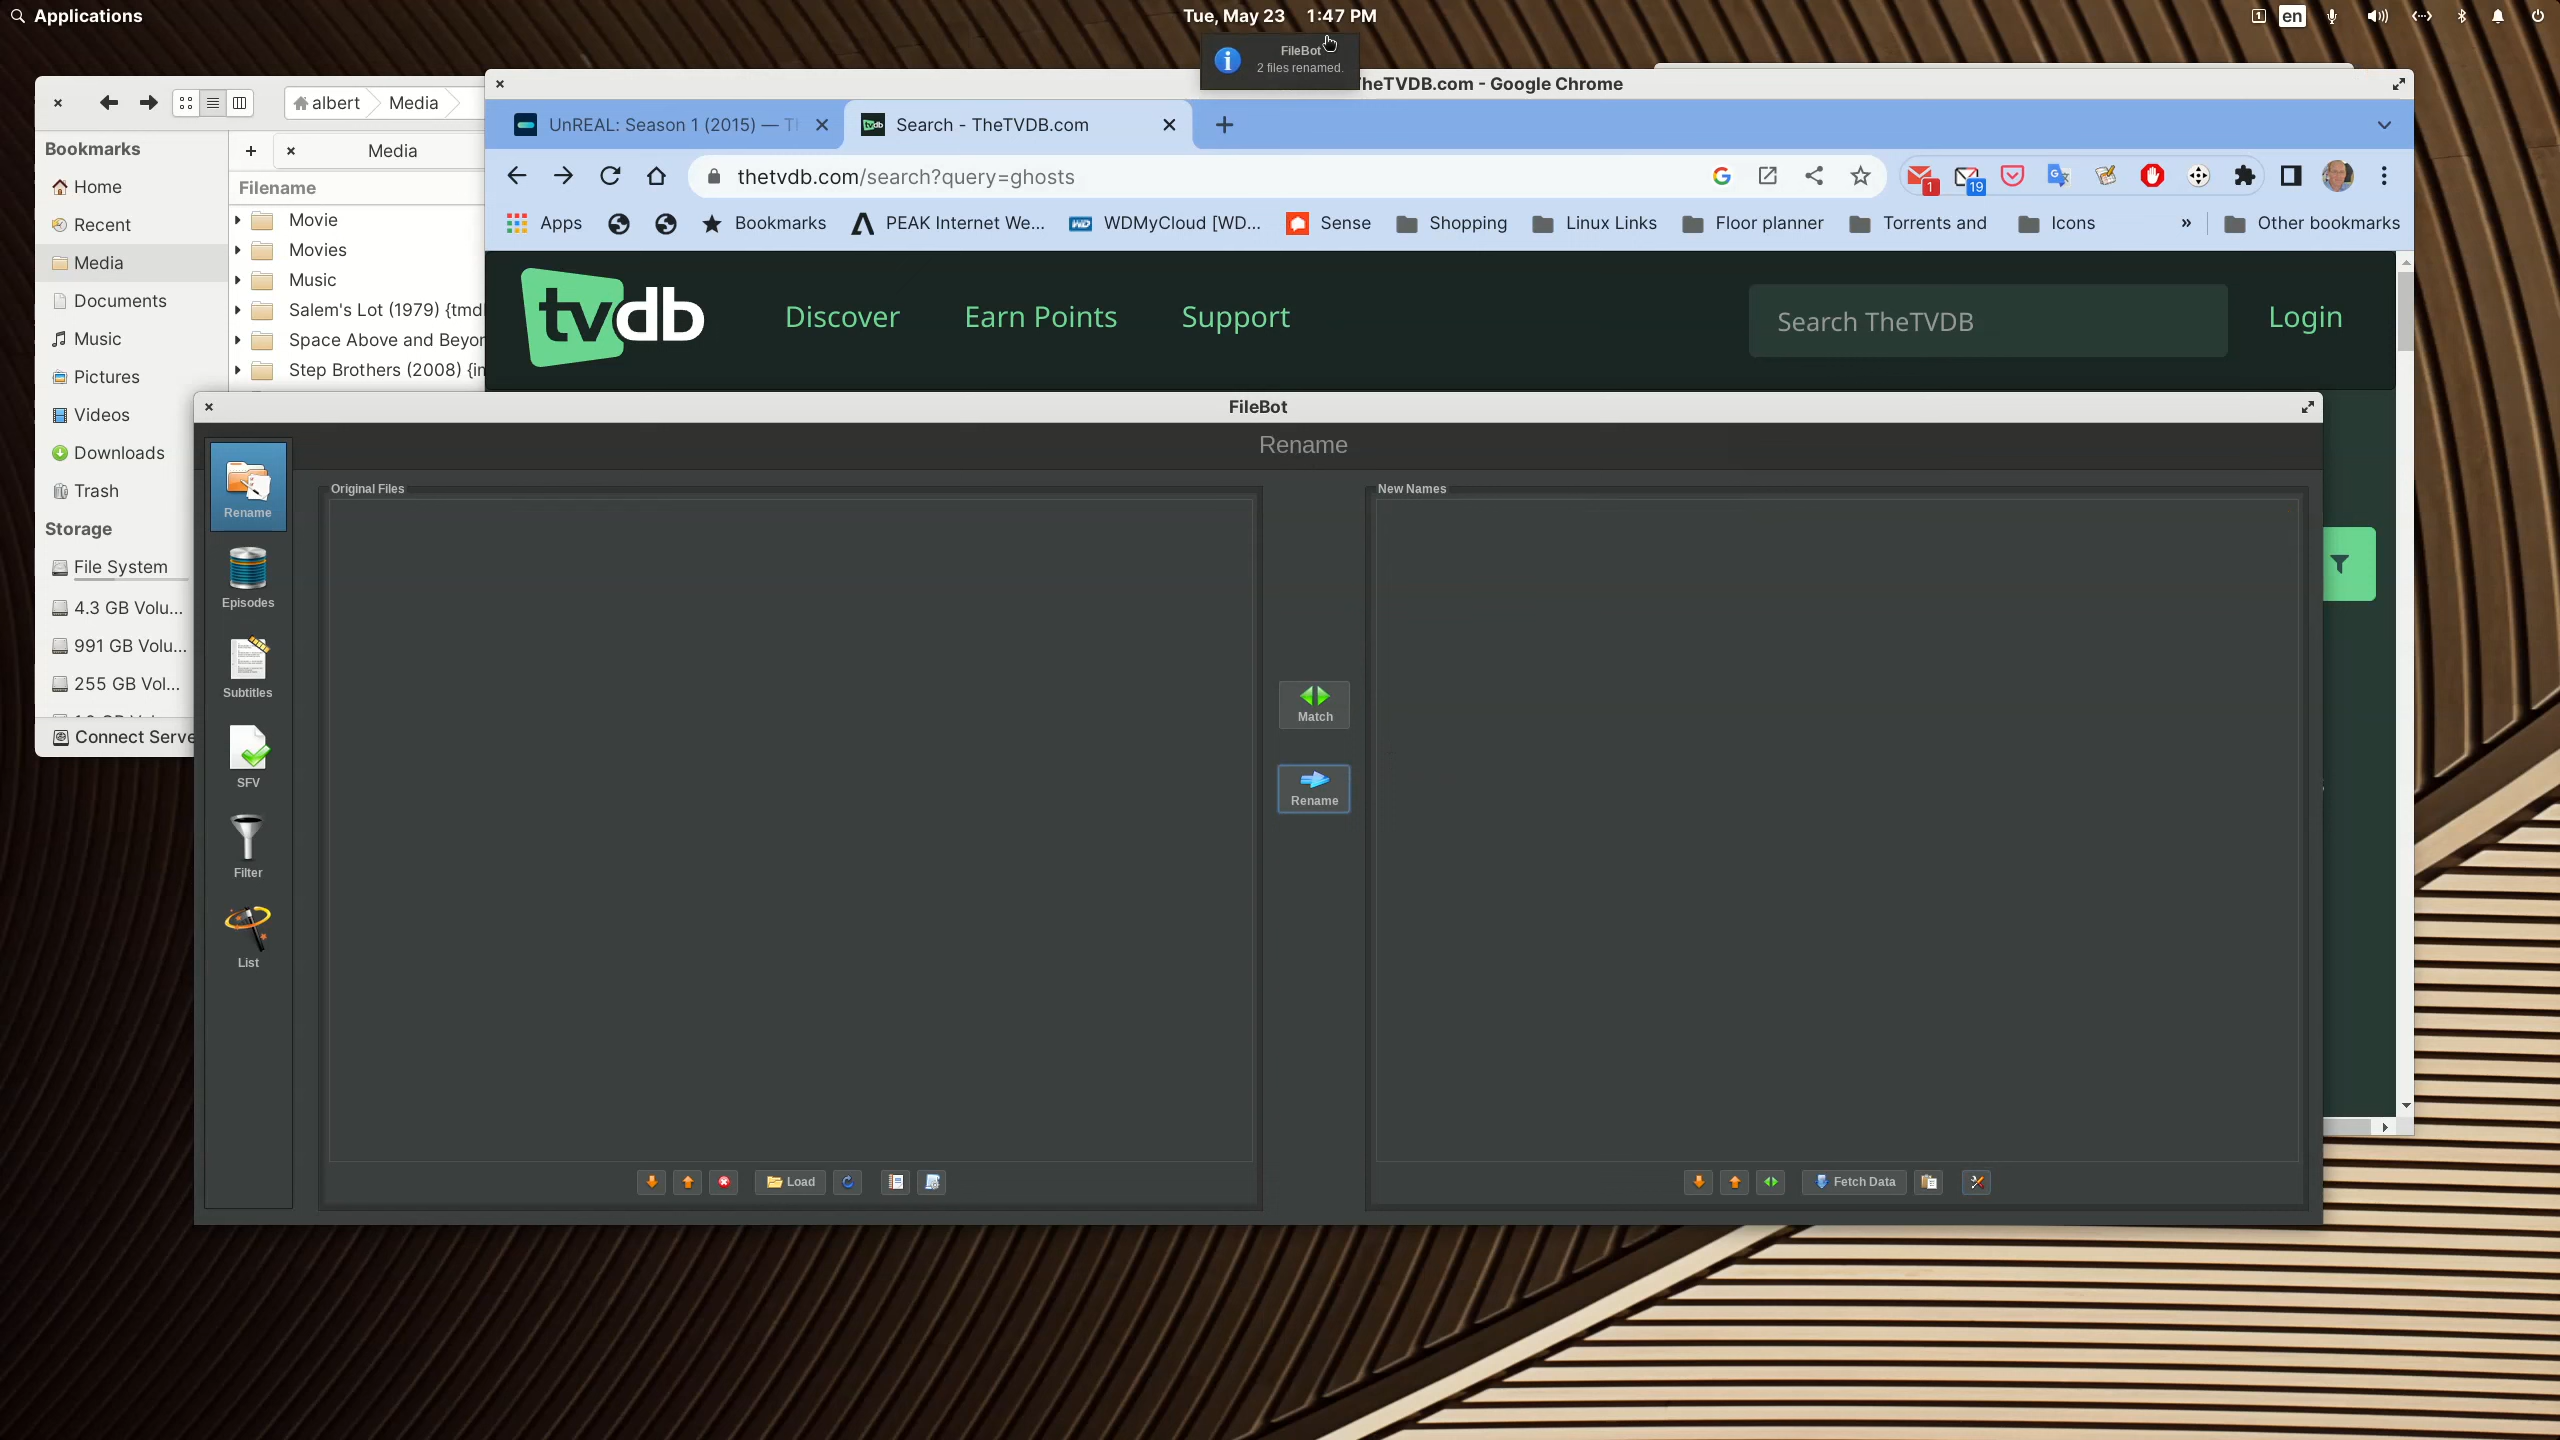 Applications
Tue, May 23 1:47 PM
1 en
FileBot
2 files renamed.
heTVDB.com - Google Chrome
albert Media
UnREAL: Season 1 (2015) — T
Search - TheTVDB.com
Bookmarks
+ Media
thetvdb.com/search?query=ghosts
1 19
Home
Filename
Recent
Movie
Apps Bookmarks PEAK Internet We... WD WDMyCloud [WD... Sense Shopping Linux Links Floor planner Torrents and Icons » Other bookmarks
Movies
Media
Music
Documents
Salem's Lot (1979) {tmd
tvdb Discover Earn Points Support Search TheTVDB Login
Music
Space Above and Beyo
Pictures
Step Brothers (2008) {i
Videos
Downloads
Trash
Storage
File System
4.3 GB Volu...
991 GB Volu...
255 GB Vol...
Connect Serve
FileBot
Rename
Original Files
New Names
Rename
Episodes
Subtitles
SFV
Filter
List
Match
Rename
Load
Fetch Data